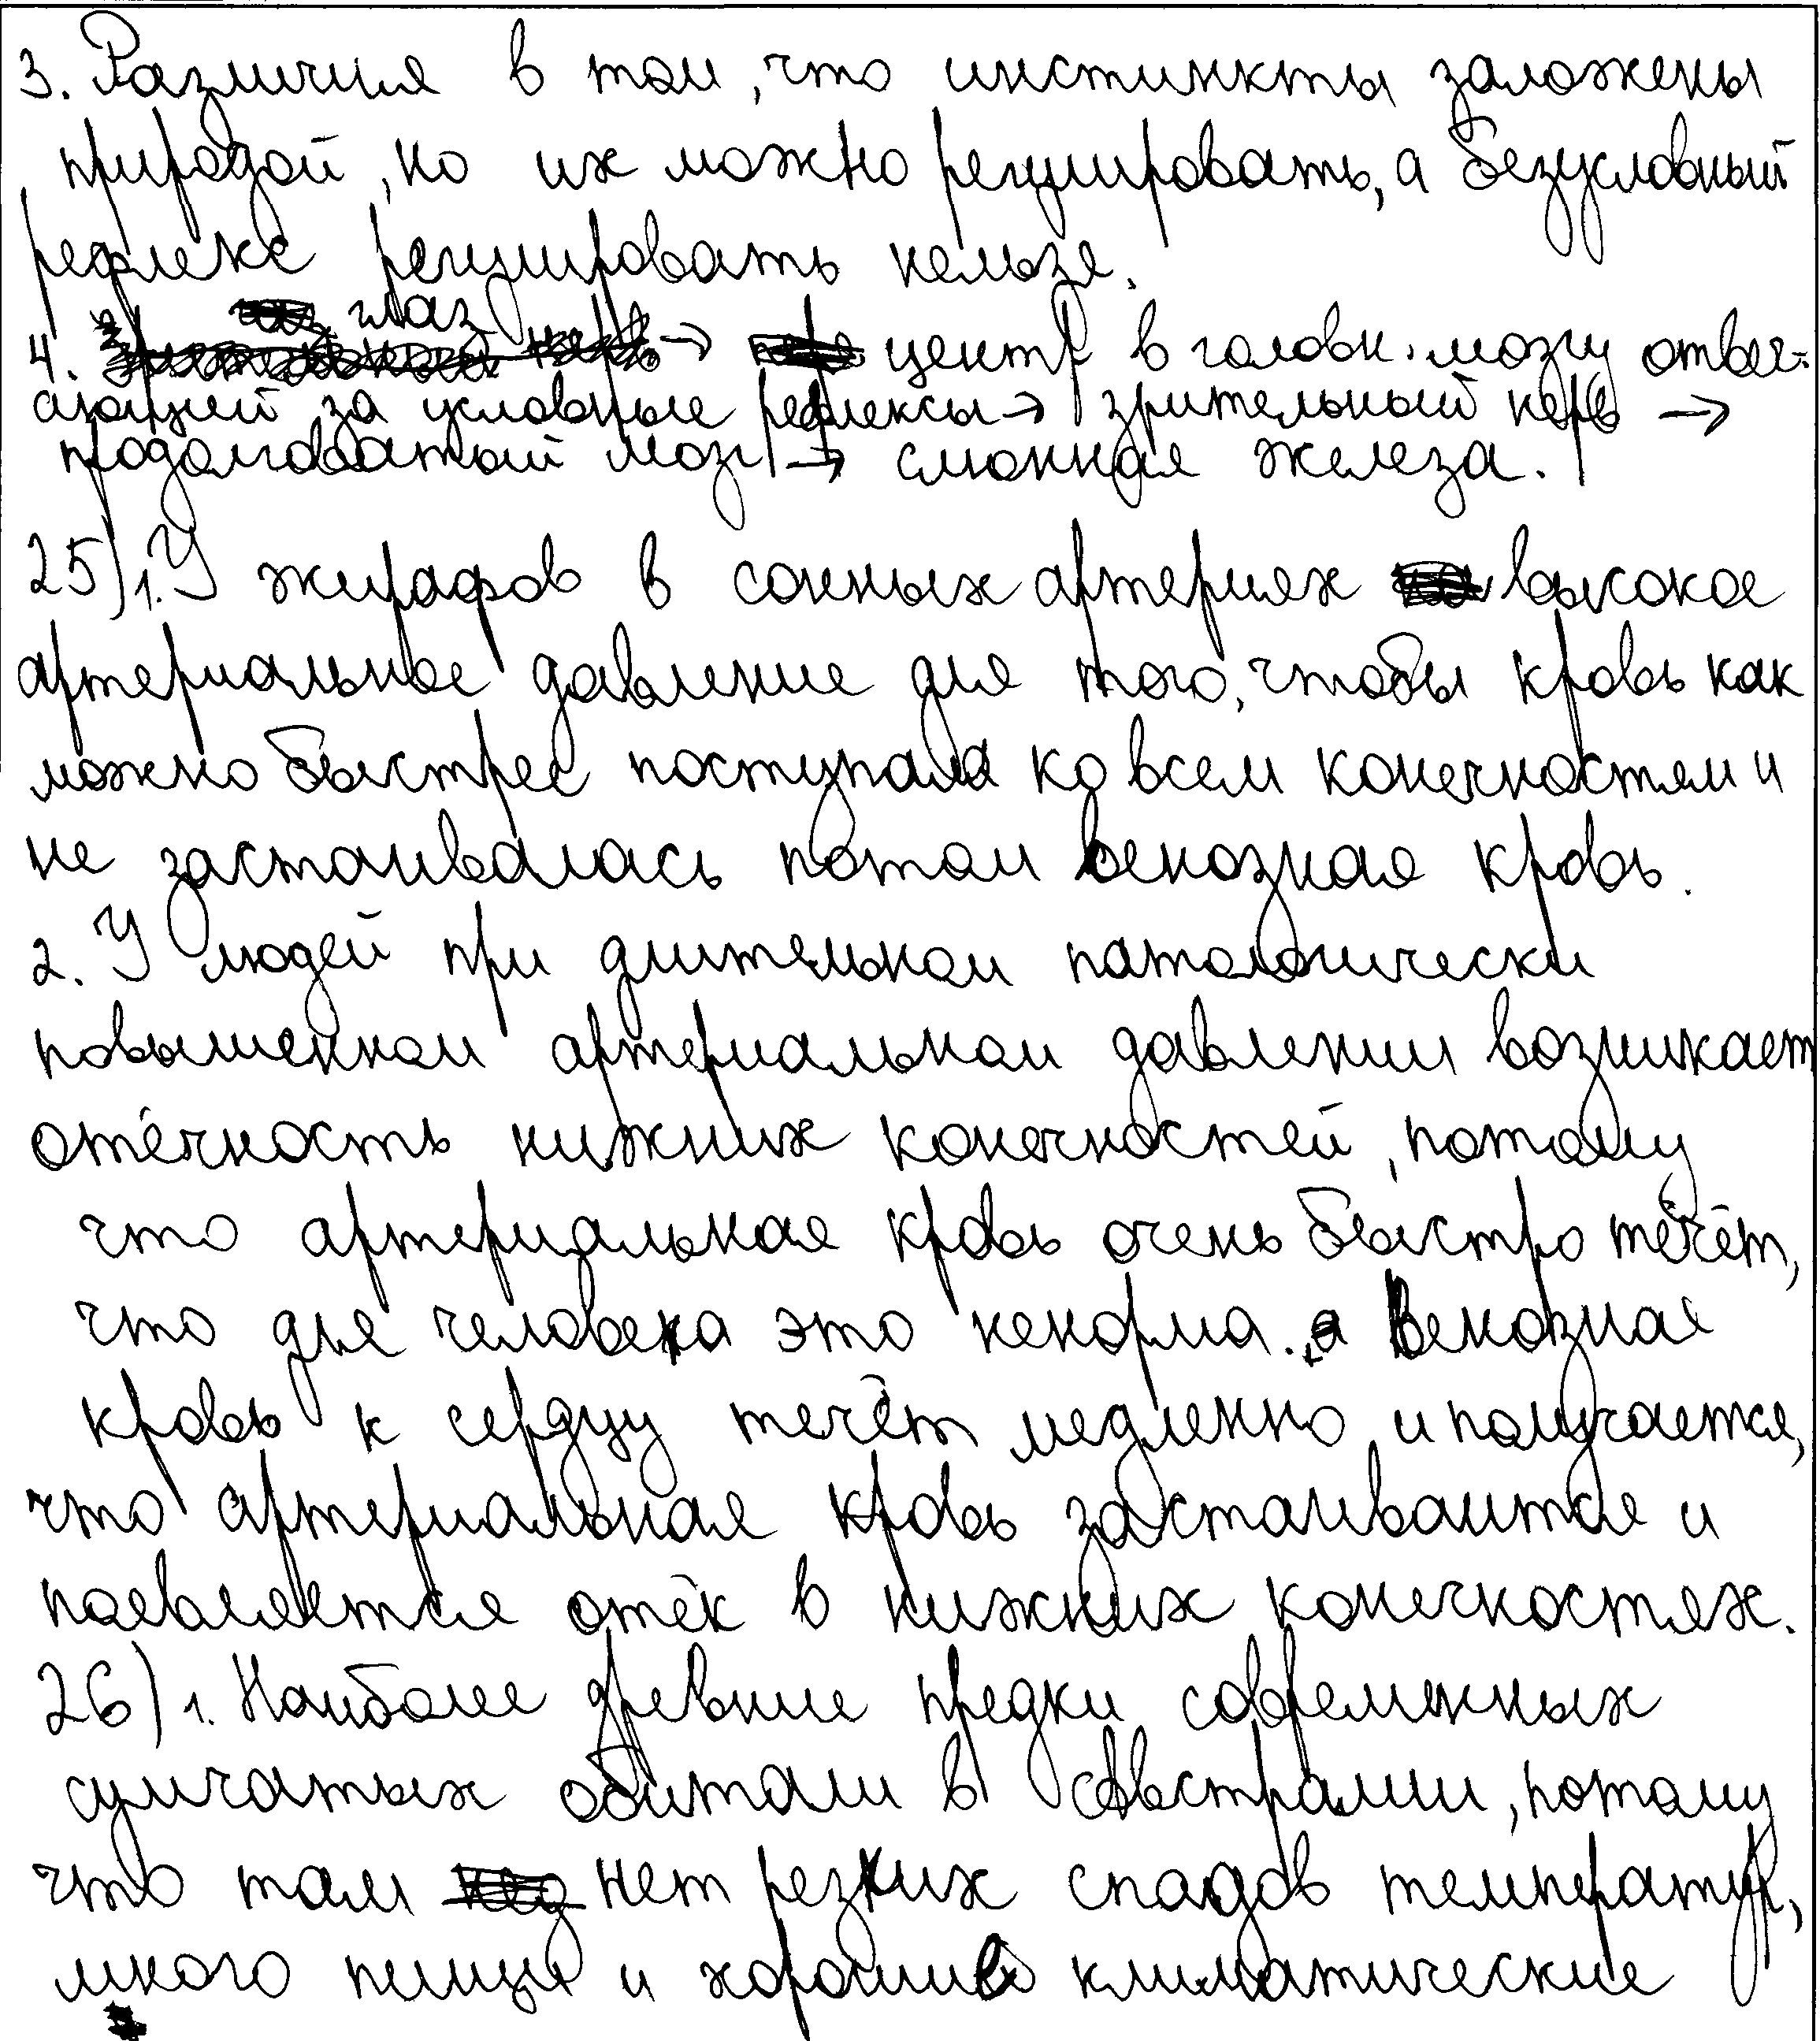 3. Различия в том, что инстинкты заложены
природой, но их можно регулировать, а безусловный
рефлекс регулировать нельзя.
глаз
4. → центр в головн. мозгу отвеч-
ающий за условные рефлексы → зрительный нерв →
продолговатый мозг → слюнная железа.
25) 1. У жирафов в сонных артериях высокое
артериальное давление для того, чтобы кровь как
можно быстрее поступала ко всем конечностям и
не застаивалась потом венозная кровь.
2. У людей при длительном патологически
повышенном артериальном давлении возникает
отёчность нижних конечностей, потому
что артериальная кровь очень быстро течёт,
что для человека это ненорма., а венозная
кровь к сердцу течёт медленно и получается,
что артериальная кровь застаиваится и
появляется отёк в нижних конечностях.
26) 1. Наиболее древние предки современных
сумчатых обитали в Австралии, потому
что там нет резких спадов температур,
много пищи и хорошие климатические